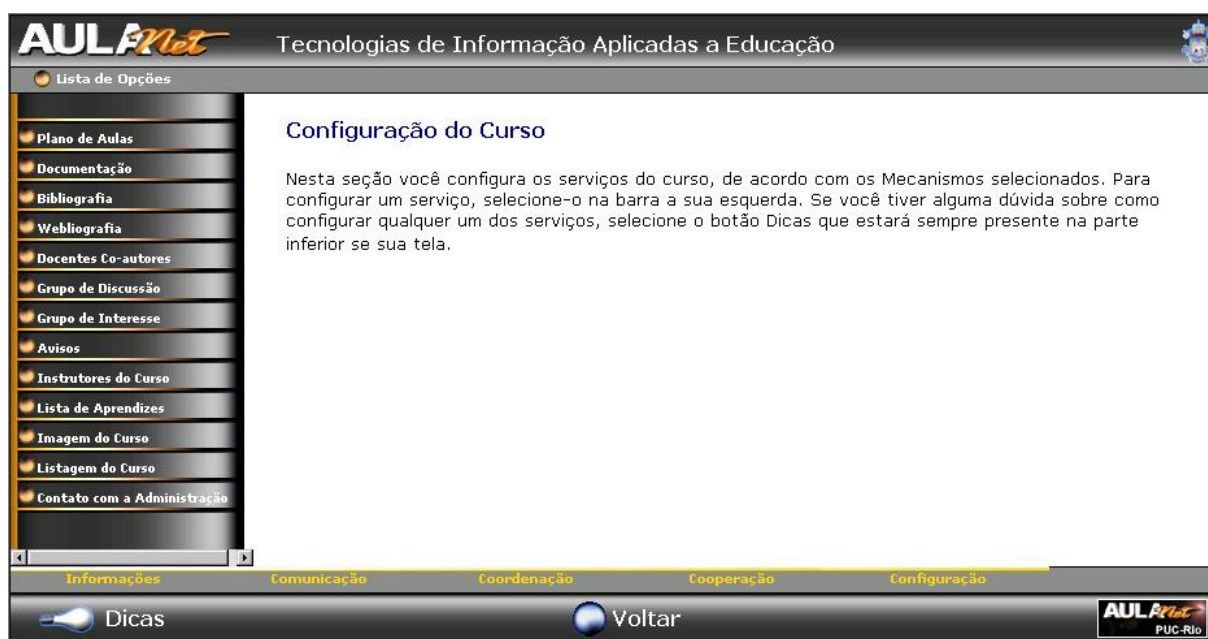 AULANet
Tecnologias de Informação Aplicadas a Educação
Lista de Opções
Plano de Aulas
Documentação
Bibliografia
Webliografia
Docentes Co-autores
Grupo de Discussão
Grupo de Interesse
Avisos
Instrutores do Curso
Lista de Aprendizes
Imagem do Curso
Listagem do Curso
Contato com a Administração
Configuração do Curso
Nesta seção você configura os serviços do curso, de acordo com os Mecanismos selecionados. Para
configurar um serviço, selecione-o na barra a sua esquerda. Se você tiver alguma dúvida sobre como
configurar qualquer um dos serviços, selecione o botão Dicas que estará sempre presente na parte
inferior se sua tela.
Informações Comunicação Coordenação Cooperação Configuração
Dicas Voltar
AULANet
PUC-Rio